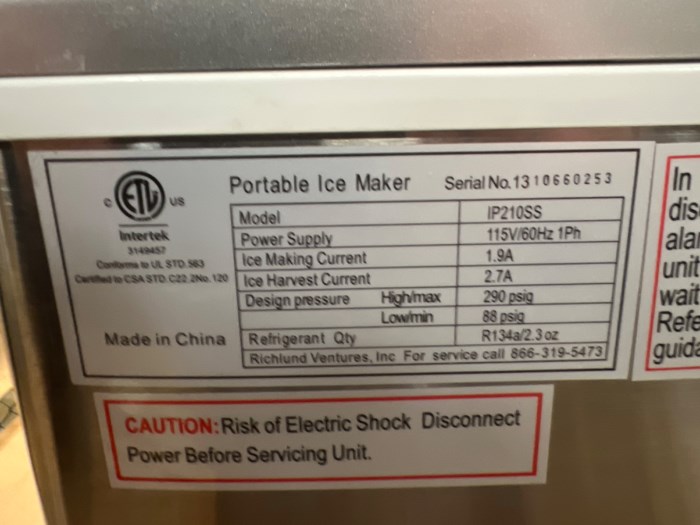 Portable Ice Maker Serial No. 1310660253
C ETL US
Intertek
3149457
Conforms to UL STD.563
Certified to CSA STD.C22.2No.120
Made in China
Model IP210SS
Power Supply 115V/60Hz 1Ph
Ice Making Current 1.9A
Ice Harvest Current 2.7A
Design pressure High/max 290 psig
Low/min 88 psig
Refrigerant Qty R134a/2.3oz
Richlund Ventures, Inc For service call 866-319-5473
In
dis
alar
unit
wait
Refe
guida
CAUTION: Risk of Electric Shock Disconnect
Power Before Servicing Unit.